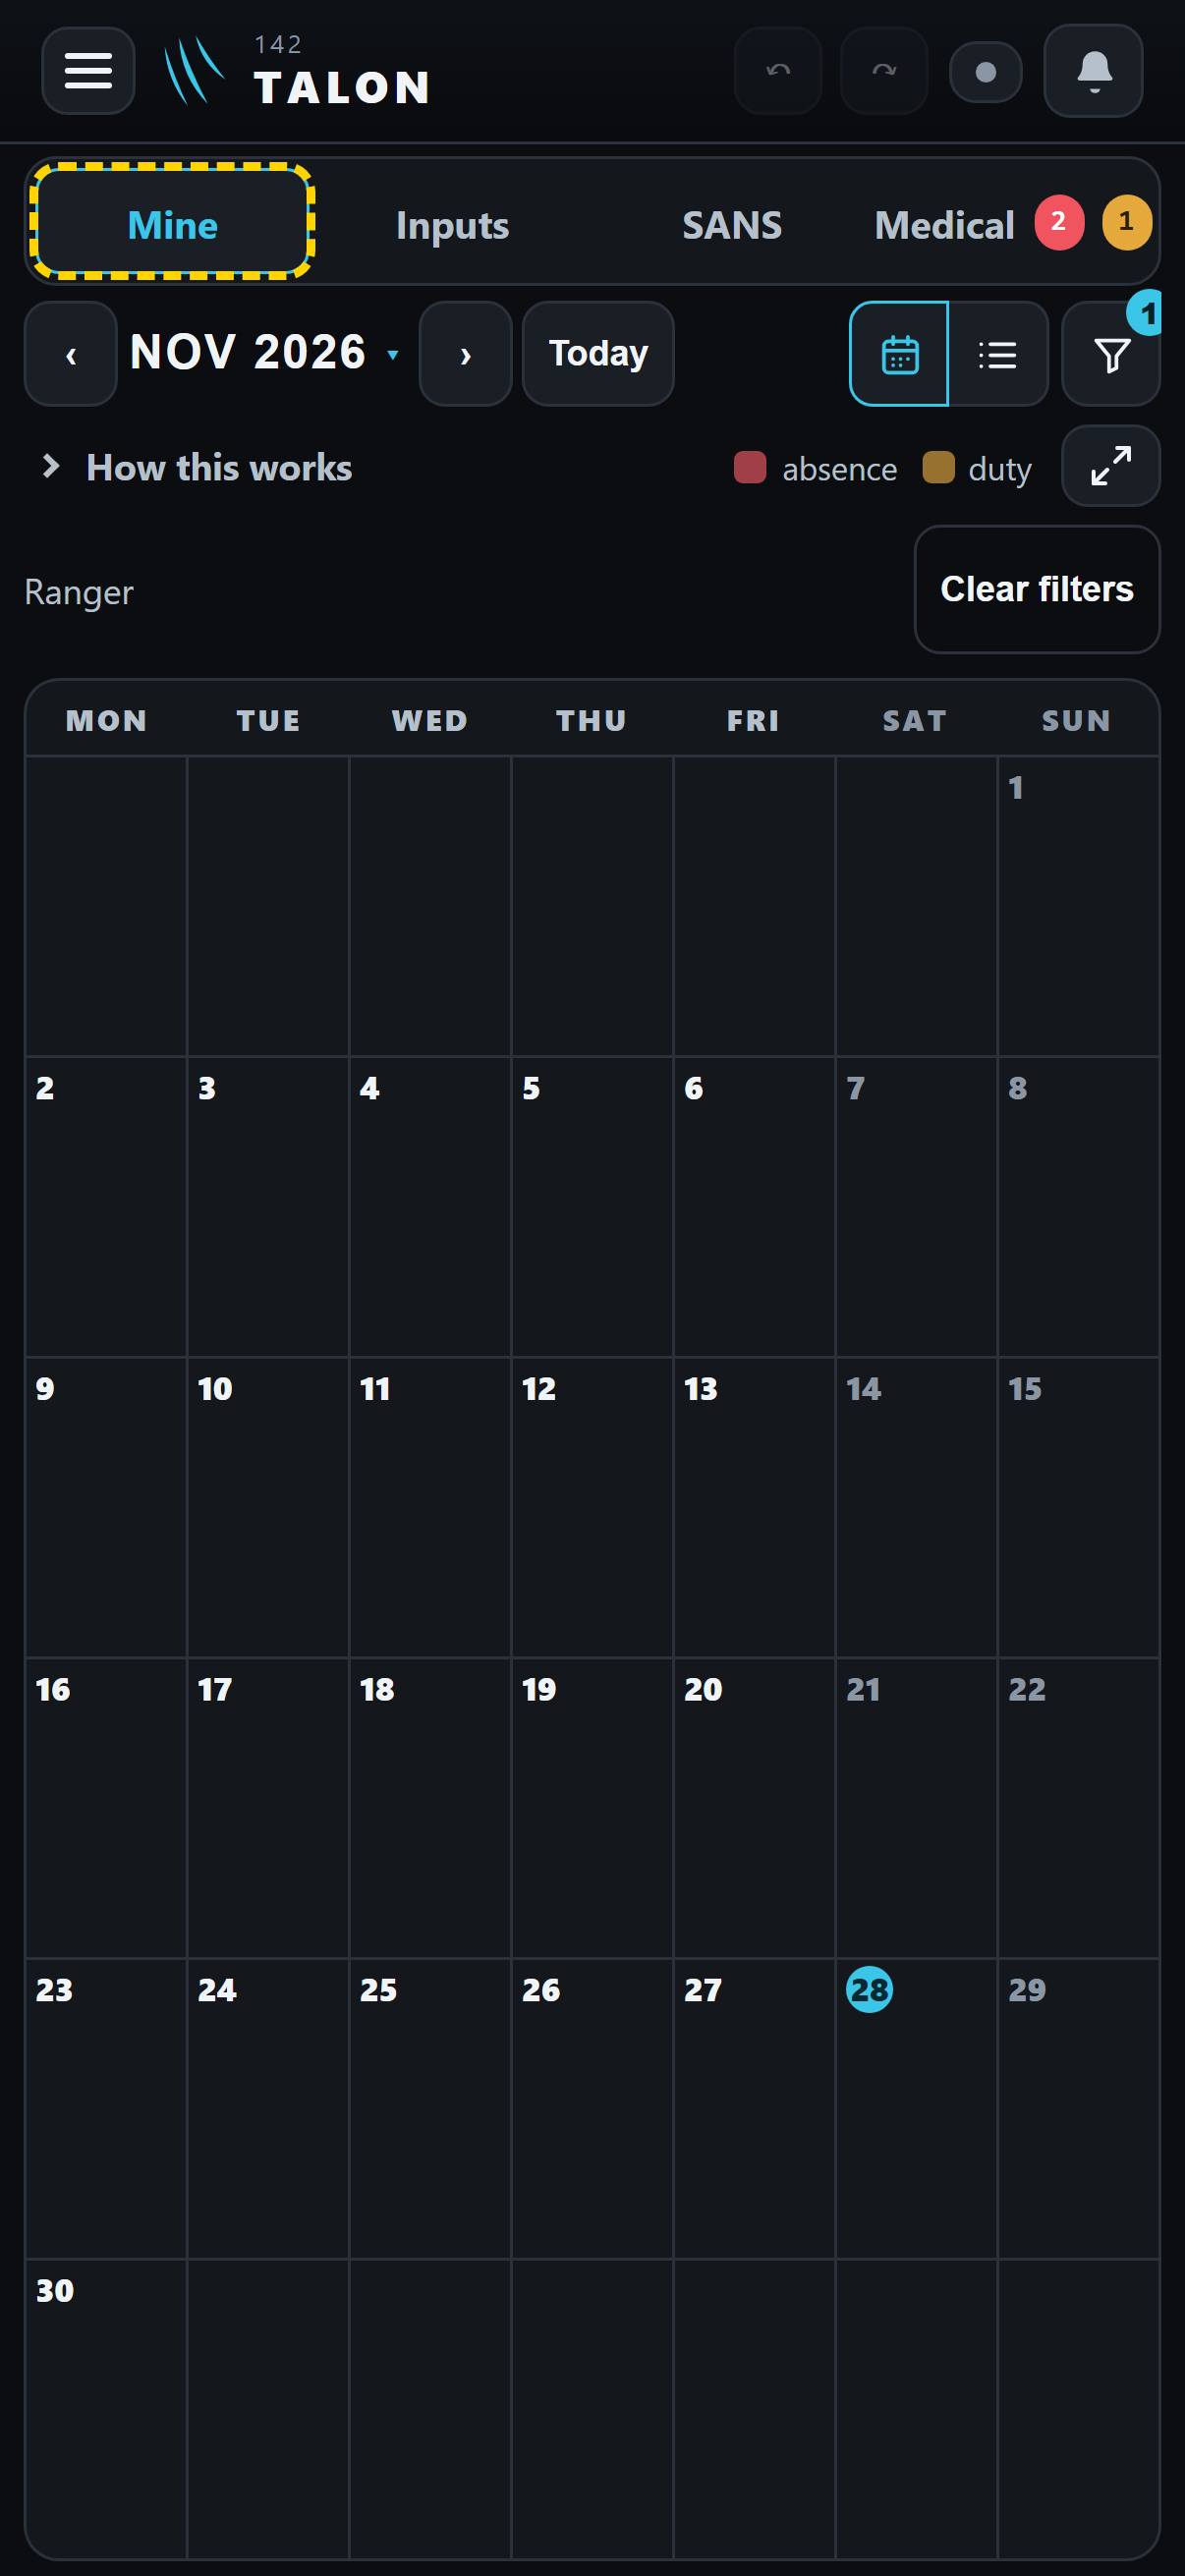 142
TALON
Mine Inputs SANS Medical 2 1
‹ NOV 2026 ▾ › Today 1
How this works absence duty
Ranger Clear filters
MON TUE WED THU FRI SAT SUN
1
2 3 4 5 6 7 8
9 10 11 12 13 14 15
16 17 18 19 20 21 22
23 24 25 26 27 28 29
30